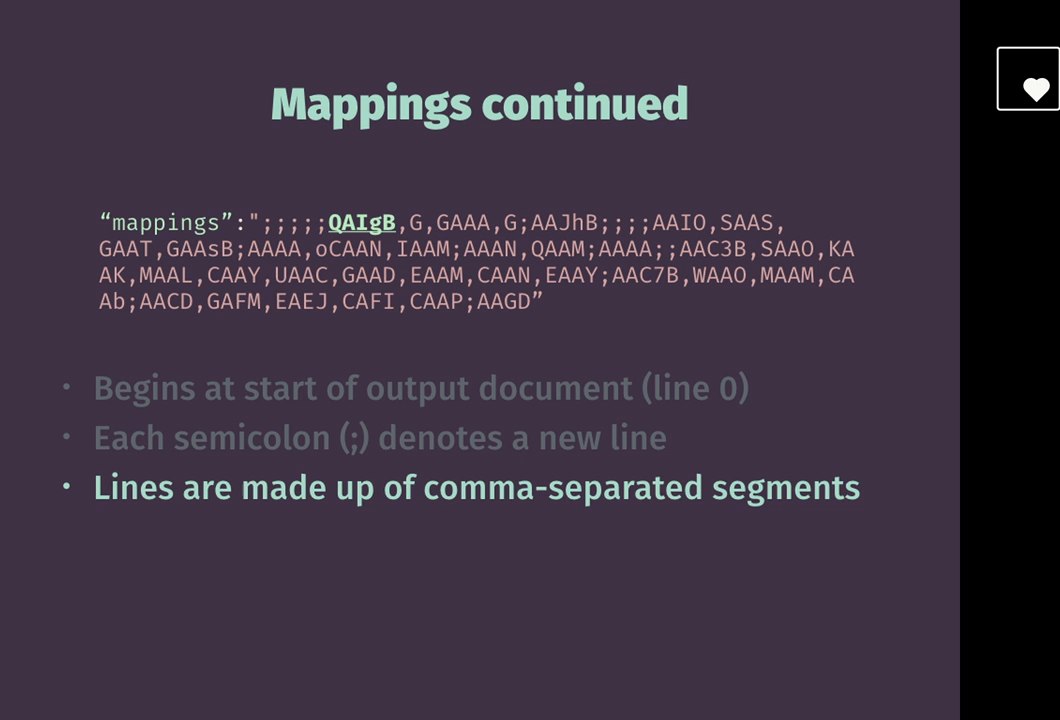 Mappings continued
“mappings”:";;;;;QAIgB,G,GAAA,G;AAJhB;;;;AAIO,SAAS,
GAAT,GAAsB;AAAA,oCAAN,IAAM;AAAN,QAAM;AAAA;;AAC3B,SAAO,KA
AK,MAAL,CAAY,UAAC,GAAD,EAAM,CAAN,EAAY;AAC7B,WAAO,MAAM,CA
Ab;AACD,GAFM,EAEJ,CAFI,CAAP;AAGD”
• Begins at start of output document (line 0)
• Each semicolon (;) denotes a new line
• Lines are made up of comma-separated segments